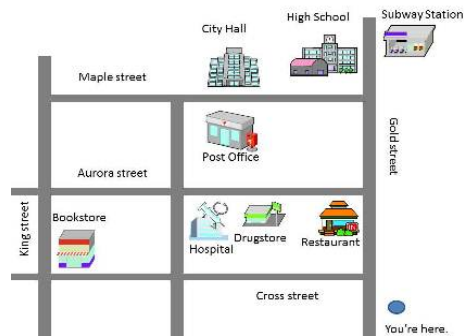 Subway Station
High School
City Hall
Maple street
Gold street
Post Office
Aurora street
King street
Bookstore
Hospital
Drugstore
Restaurant
Cross street
You're here.